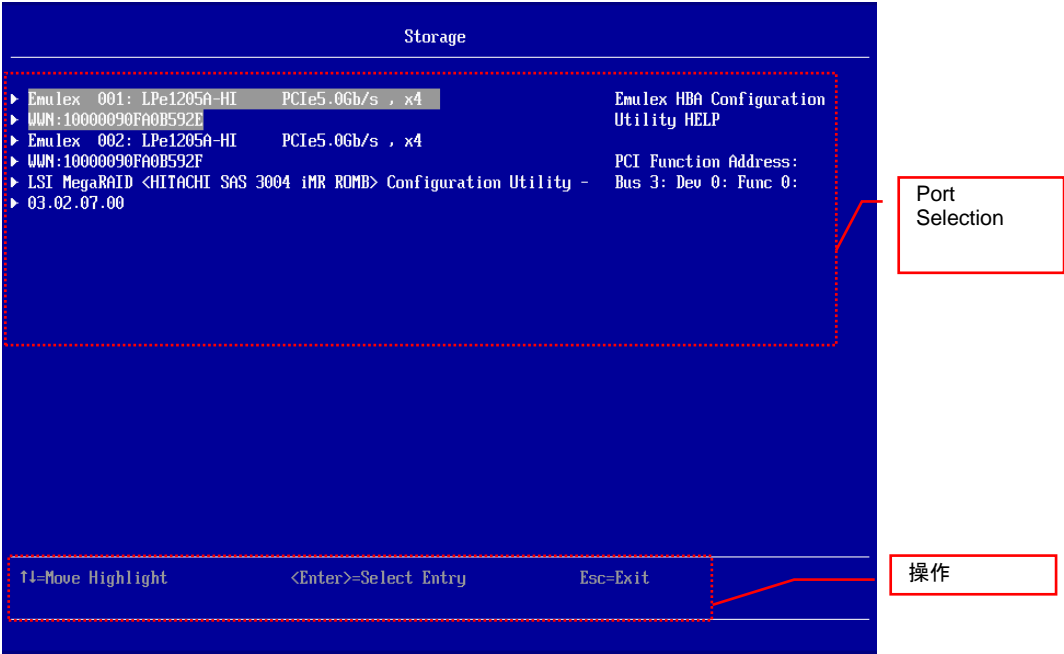 Storage
Emulex 001: LPe1205A-HI PCIe5.0Gb/s , x4
WWN:10000090FA0B592E
Emulex 002: LPe1205A-HI PCIe5.0Gb/s , x4
WWN:10000090FA0B592F
LSI MegaRAID <HITACHI SAS 3004 iMR ROMB> Configuration Utility -
03.02.07.00
Emulex HBA Configuration
Utility HELP
PCI Function Address:
Bus 3: Dev 0: Func 0:
Port
Selection
↑↓=Move Highlight <Enter>=Select Entry Esc=Exit
操作